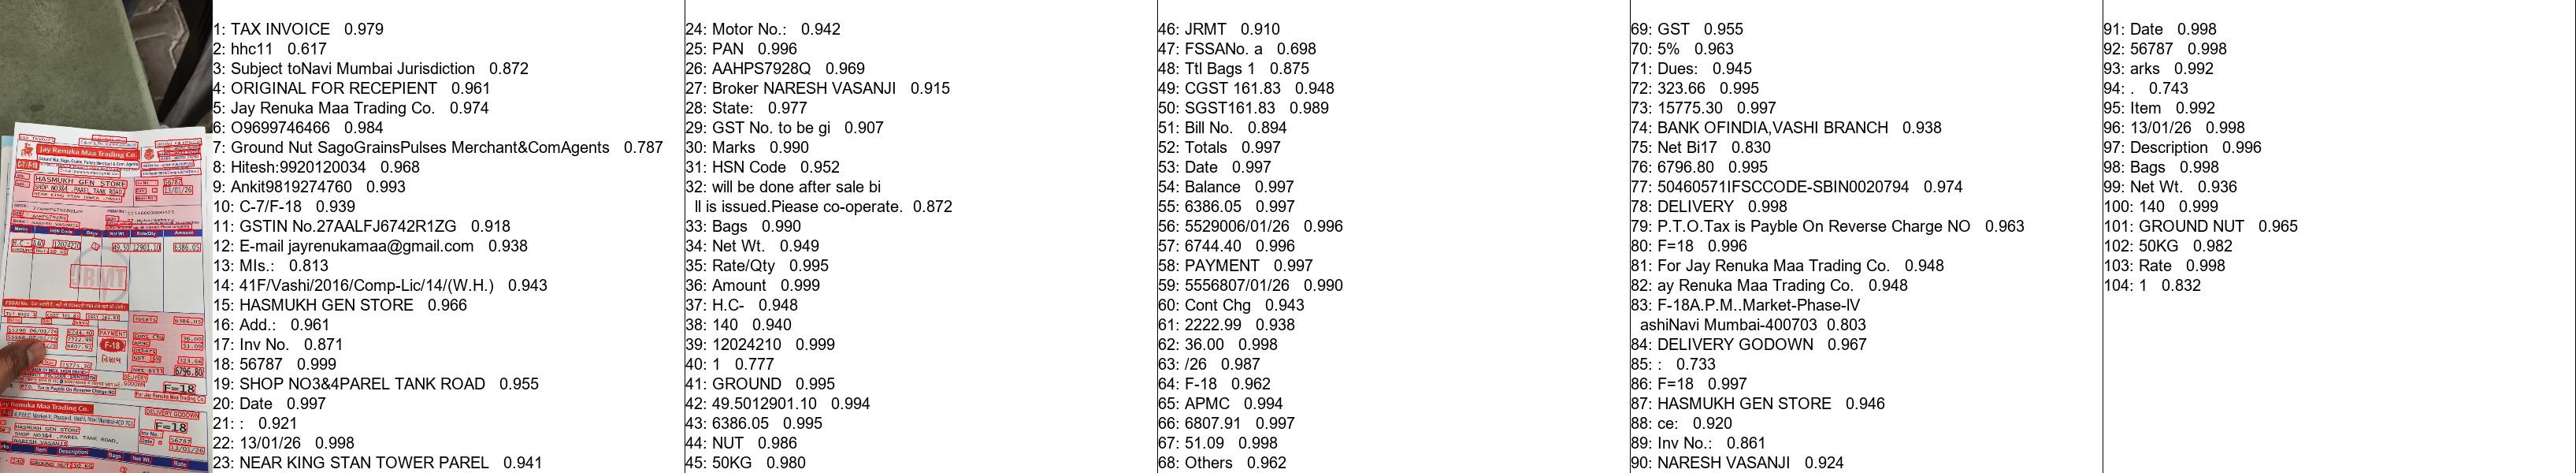 1: TAX INVOICE 0.979
2: hhc11 0.617
3: Subject toNavi Mumbai Jurisdiction 0.872
4: ORIGINAL FOR RECEPIENT 0.961
5: Jay Renuka Maa Trading Co. 0.974
6: O9699746466 0.984
7: Ground Nut SagoGrainsPulses Merchant&ComAgents 0.787
8: Hitesh:9920120034 0.968
9: Ankit9819274760 0.993
10: C-7/F-18 0.939
11: GSTIN No.27AALFJ6742R1ZG 0.918
12: E-mail jayrenukamaa@gmail.com 0.938
13: MIs.: 0.813
14: 41F/Vashi/2016/Comp-Lic/14/(W.H.) 0.943
15: HASMUKH GEN STORE 0.966
16: Add.: 0.961
17: Inv No. 0.871
18: 56787 0.999
19: SHOP NO3&4PAREL TANK ROAD 0.955
20: Date 0.997
21: : 0.921
22: 13/01/26 0.998
23: NEAR KING STAN TOWER PAREL 0.941
24: Motor No.: 0.942
25: PAN 0.996
26: AAHPS7928Q 0.969
27: Broker NARESH VASANJI 0.915
28: State: 0.977
29: GST No. to be gi 0.907
30: Marks 0.990
31: HSN Code 0.952
32: will be done after sale bi
ll is issued.Piease co-operate. 0.872
33: Bags 0.990
34: Net Wt. 0.949
35: Rate/Qty 0.995
36: Amount 0.999
37: H.C- 0.948
38: 140 0.940
39: 12024210 0.999
40: 1 0.777
41: GROUND 0.995
42: 49.5012901.10 0.994
43: 6386.05 0.995
44: NUT 0.986
45: 50KG 0.980
46: JRMT 0.910
47: FSSANo. a 0.698
48: Ttl Bags 1 0.875
49: CGST 161.83 0.948
50: SGST161.83 0.989
51: Bill No. 0.894
52: Totals 0.997
53: Date 0.997
54: Balance 0.997
55: 6386.05 0.997
56: 5529006/01/26 0.996
57: 6744.40 0.996
58: PAYMENT 0.997
59: 5556807/01/26 0.990
60: Cont Chg 0.943
61: 2222.99 0.938
62: 36.00 0.998
63: /26 0.987
64: F-18 0.962
65: APMC 0.994
66: 6807.91 0.997
67: 51.09 0.998
68: Others 0.962
69: GST 0.955
70: 5% 0.963
71: Dues: 0.945
72: 323.66 0.995
73: 15775.30 0.997
74: BANK OFINDIA,VASHI BRANCH 0.938
75: Net Bi17 0.830
76: 6796.80 0.995
77: 50460571IFSCCODE-SBIN0020794 0.974
78: DELIVERY 0.998
79: P.T.O.Tax is Payble On Reverse Charge NO 0.963
80: F=18 0.996
81: For Jay Renuka Maa Trading Co. 0.948
82: ay Renuka Maa Trading Co. 0.948
83: F-18A.P.M..Market-Phase-IV
ashiNavi Mumbai-400703 0.803
84: DELIVERY GODOWN 0.967
85: : 0.733
86: F=18 0.997
87: HASMUKH GEN STORE 0.946
88: ce: 0.920
89: Inv No.: 0.861
90: NARESH VASANJI 0.924
91: Date 0.998
92: 56787 0.998
93: arks 0.992
94: . 0.743
95: Item 0.992
96: 13/01/26 0.998
97: Description 0.996
98: Bags 0.998
99: Net Wt. 0.936
100: 140 0.999
101: GROUND NUT 0.965
102: 50KG 0.982
103: Rate 0.998
104: 1 0.832